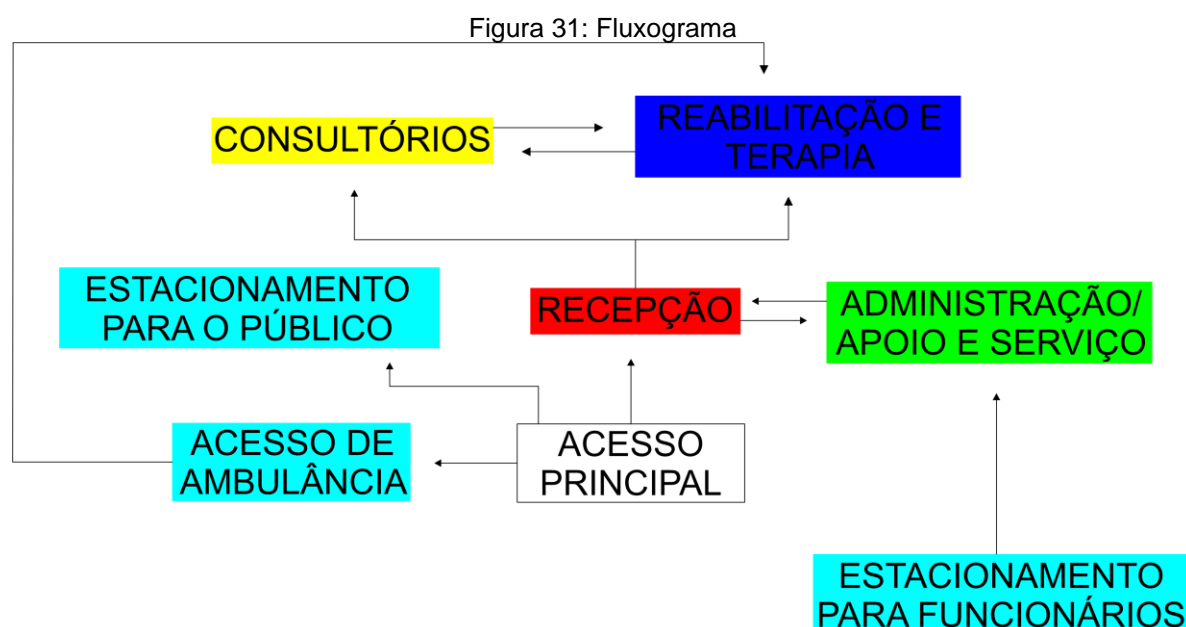 Figura 31: Fluxograma
CONSULTÓRIOS
REABILITAÇÃO E
TERAPIA
ESTACIONAMENTO
PARA O PÚBLICO
RECEPÇÃO
ADMINISTRAÇÃO/
APOIO E SERVIÇO
ACESSO DE
AMBULÂNCIA
ACESSO
PRINCIPAL
ESTACIONAMENTO
PARA FUNCIONÁRIOS